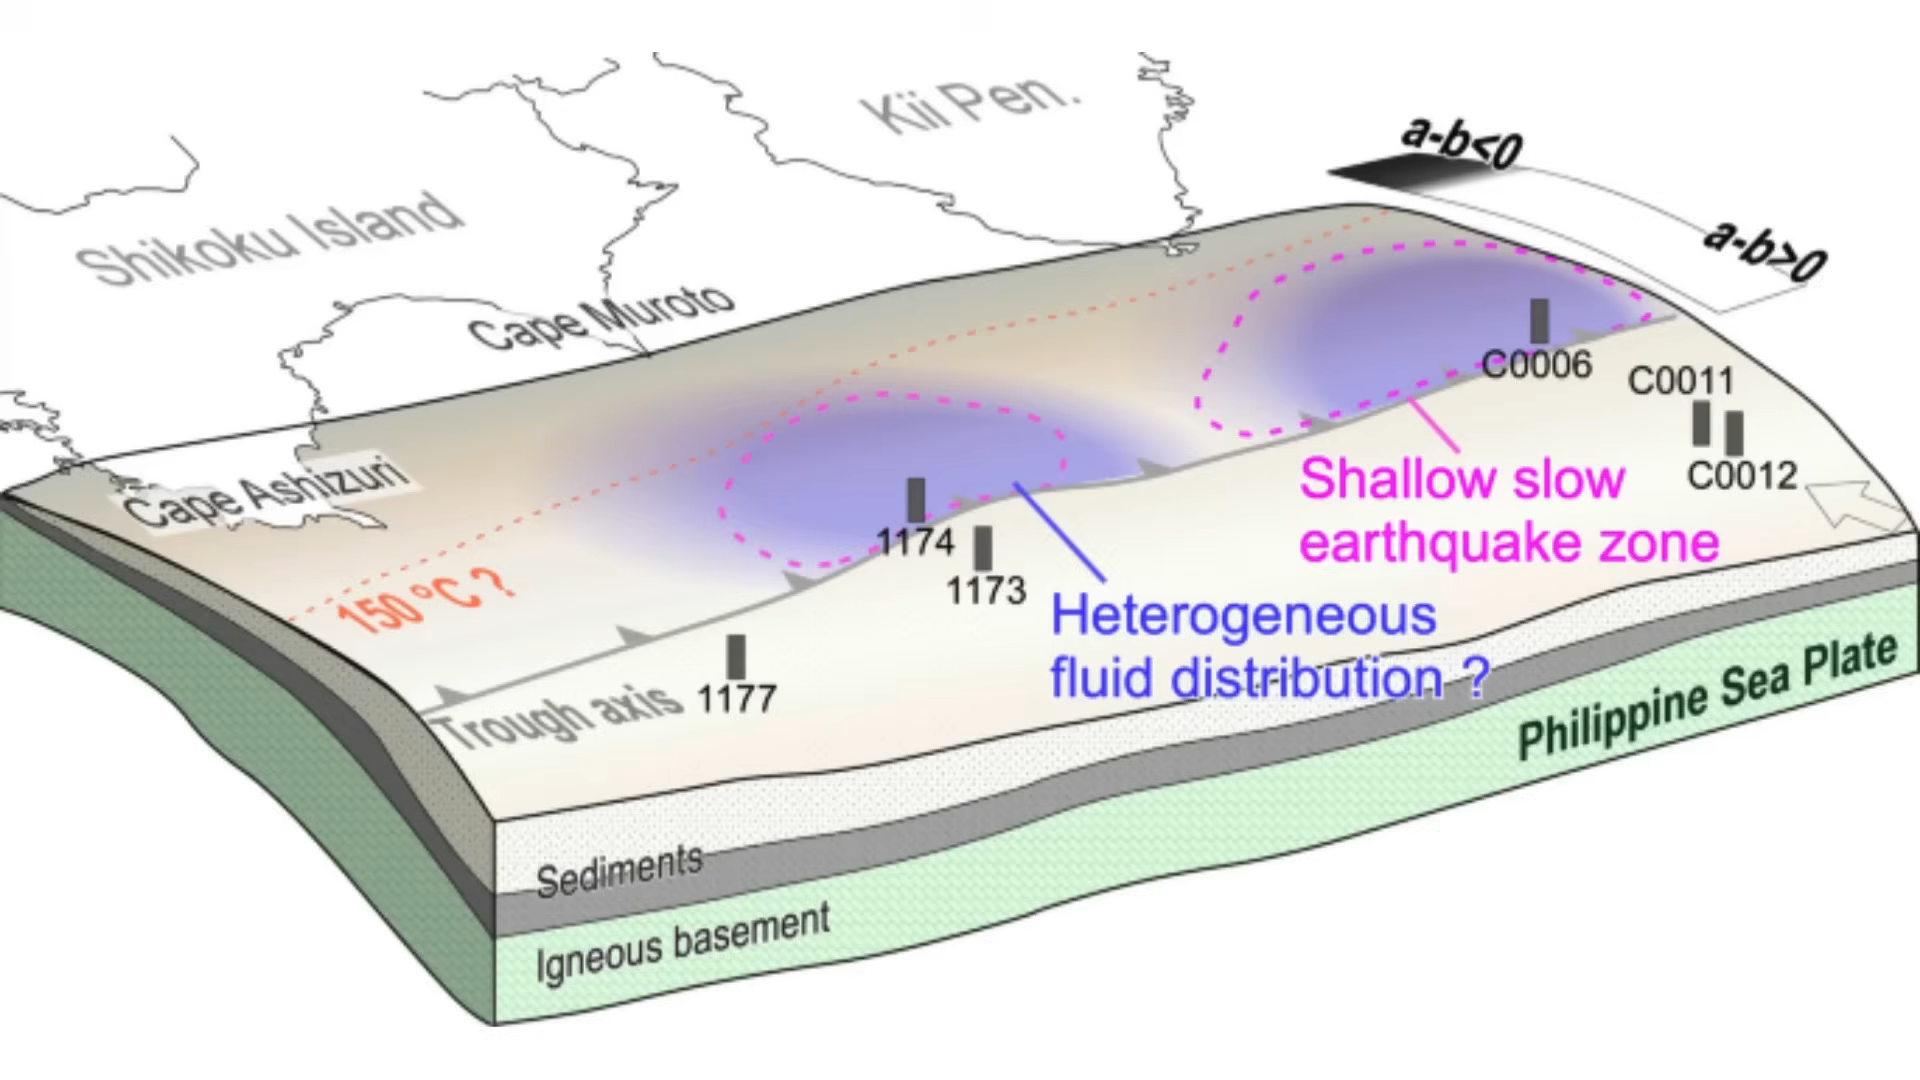 Kii Pen.
a-b<0
Shikoku Island
a-b>0
Cape Muroto
C0006
C0011
Cape Ashizuri
Shallow slow
earthquake zone
C0012
1174
1173
150°C ?
Heterogeneous
fluid distribution ?
1177
Trough axis
Philippine Sea Plate
Sediments
Igneous basement